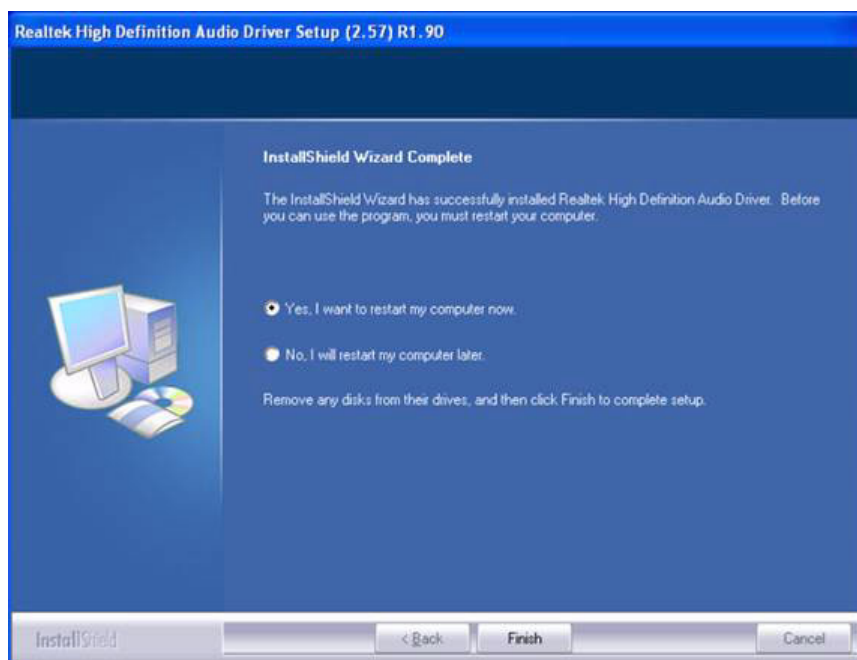 Realtek High Definition Audio Driver Setup (2.57) R1.90
InstallShield Wizard Complete
The InstallShield Wizard has successfully installed Realtek High Definition Audio Driver. Before
you can use the program, you must restart your computer.
Yes, I want to restart my computer now.
No, I will restart my computer later.
Remove any disks from their drives, and then click Finish to complete setup.
InstallShield
< Back
Finish
Cancel